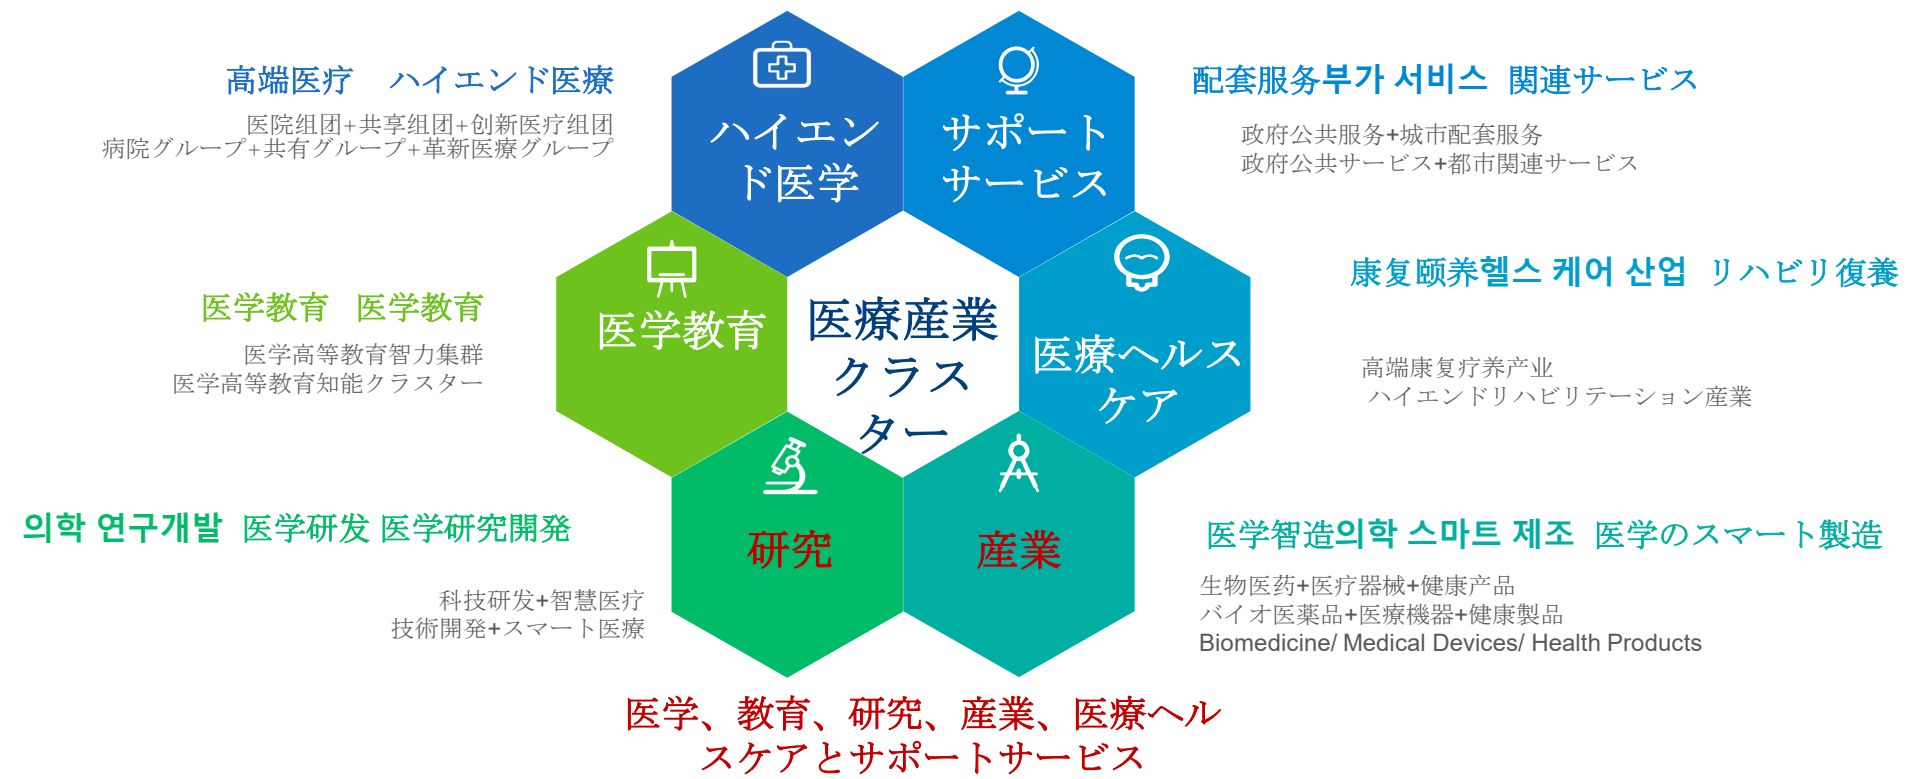 高端医疗 ハイエンド医療
医院组团+共享组团+创新医疗组团
病院グループ+共有グループ+革新医療グループ
ハイエン
ド医学
サポート
サービス
配套服务부가 서비스 関連サービス
政府公共服务+城市配套服务
政府公共サービス+都市関連サービス
医学教育 医学教育
医学高等教育智力集群
医学高等教育知能クラスター
医学教育
医療産業
クラス
ター
医療ヘルス
ケア
康复颐养헬스 케어 산업 リハビリ復養
高端康复疗养产业
ハイエンドリハビリテーション産業
의학 연구개발 医学研发 医学研究開発
科技研发+智慧医疗
技術開発+スマート医療
研究
産業
医学智造의학 스마트 제조 医学のスマート製造
生物医药+医疗器械+健康产品
バイオ医薬品+医療機器+健康製品
Biomedicine/ Medical Devices/ Health Products
医学、教育、研究、産業、医療ヘル
スケアとサポートサービス